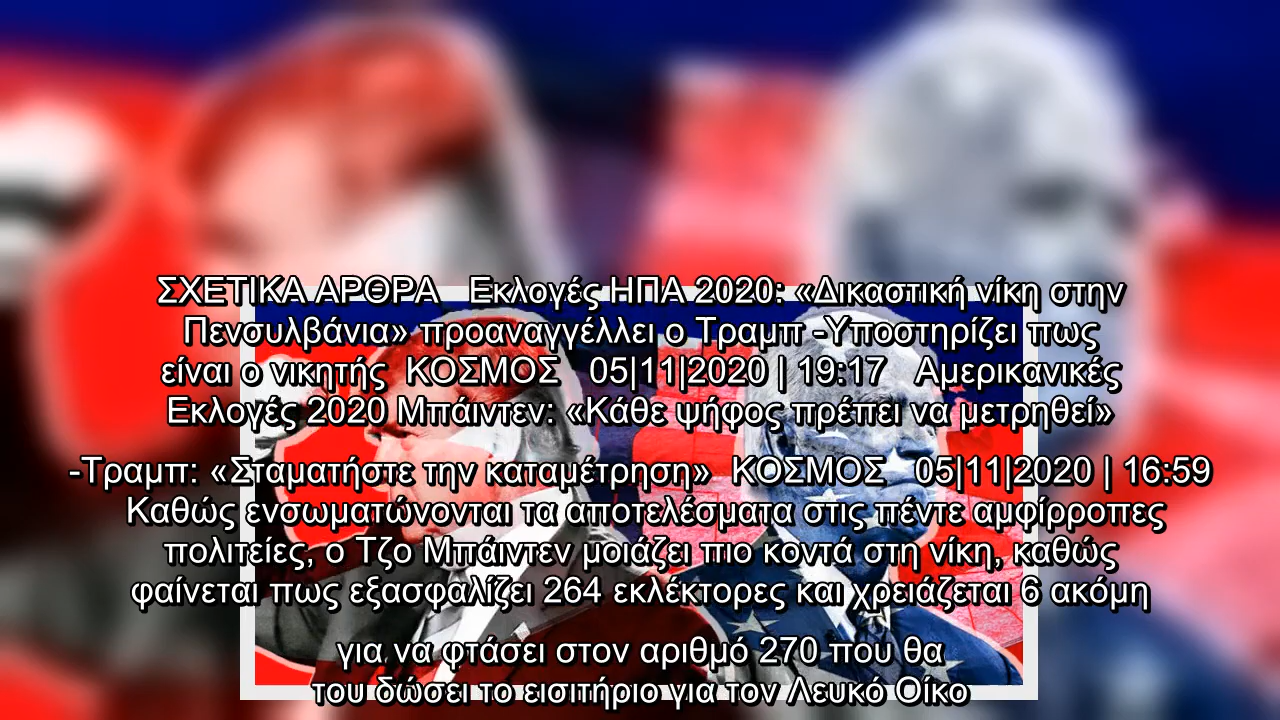 ΣΧΕΤΙΚΑ ΑΡΘΡΑ Εκλογές ΗΠΑ 2020: «Δικαστική νίκη στην
Πενσυλβάνια» προαναγγέλλει ο Τραμπ -Υποστηρίζει πως
είναι ο νικητής ΚΟΣΜΟΣ 05|11|2020 | 19:17 Αμερικανικές
Εκλογές 2020 Μπάιντεν: «Κάθε ψήφος πρέπει να μετρηθεί»
-Τραμπ: «Σταματήστε την καταμέτρηση» ΚΟΣΜΟΣ 05|11|2020 | 16:59
Καθώς ενσωματώνονται τα αποτελέσματα στις πέντε αμφίρροπες
πολιτείες, ο Τζο Μπάιντεν μοιάζει πιο κοντά στη νίκη, καθώς
φαίνεται πως εξασφαλίζει 264 εκλέκτορες και χρειάζεται 6 ακόμη
για να φτάσει στον αριθμό 270 που θα
του δώσει το εισιτήριο για τον Λευκό Οίκο